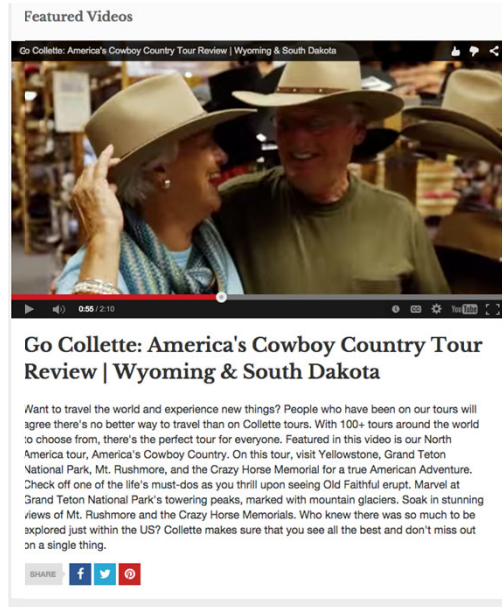 Featured Videos
Go Collette: America's Cowboy Country Tour Review | Wyoming & South Dakota
0:55 / 2:10
CC
YouTube
Go Collette: America's Cowboy Country Tour
Review | Wyoming & South Dakota
Want to travel the world and experience new things? People who have been on our tours will
agree there's no better way to travel than on Collette tours. With 100+ tours around the world
to choose from, there's the perfect tour for everyone. Featured in this video is our North
America tour, America's Cowboy Country. On this tour, visit Yellowstone, Grand Teton
National Park, Mt. Rushmore, and the Crazy Horse Memorial for a true American Adventure.
Check off one of the life's must-dos as you thrill upon seeing Old Faithful erupt. Marvel at
Grand Teton National Park's towering peaks, marked with mountain glaciers. Soak in stunning
views of Mt. Rushmore and the Crazy Horse Memorials. Who knew there was so much to be
explored just within the US? Collette makes sure that you see all the best and don't miss out
on a single thing.
SHARE